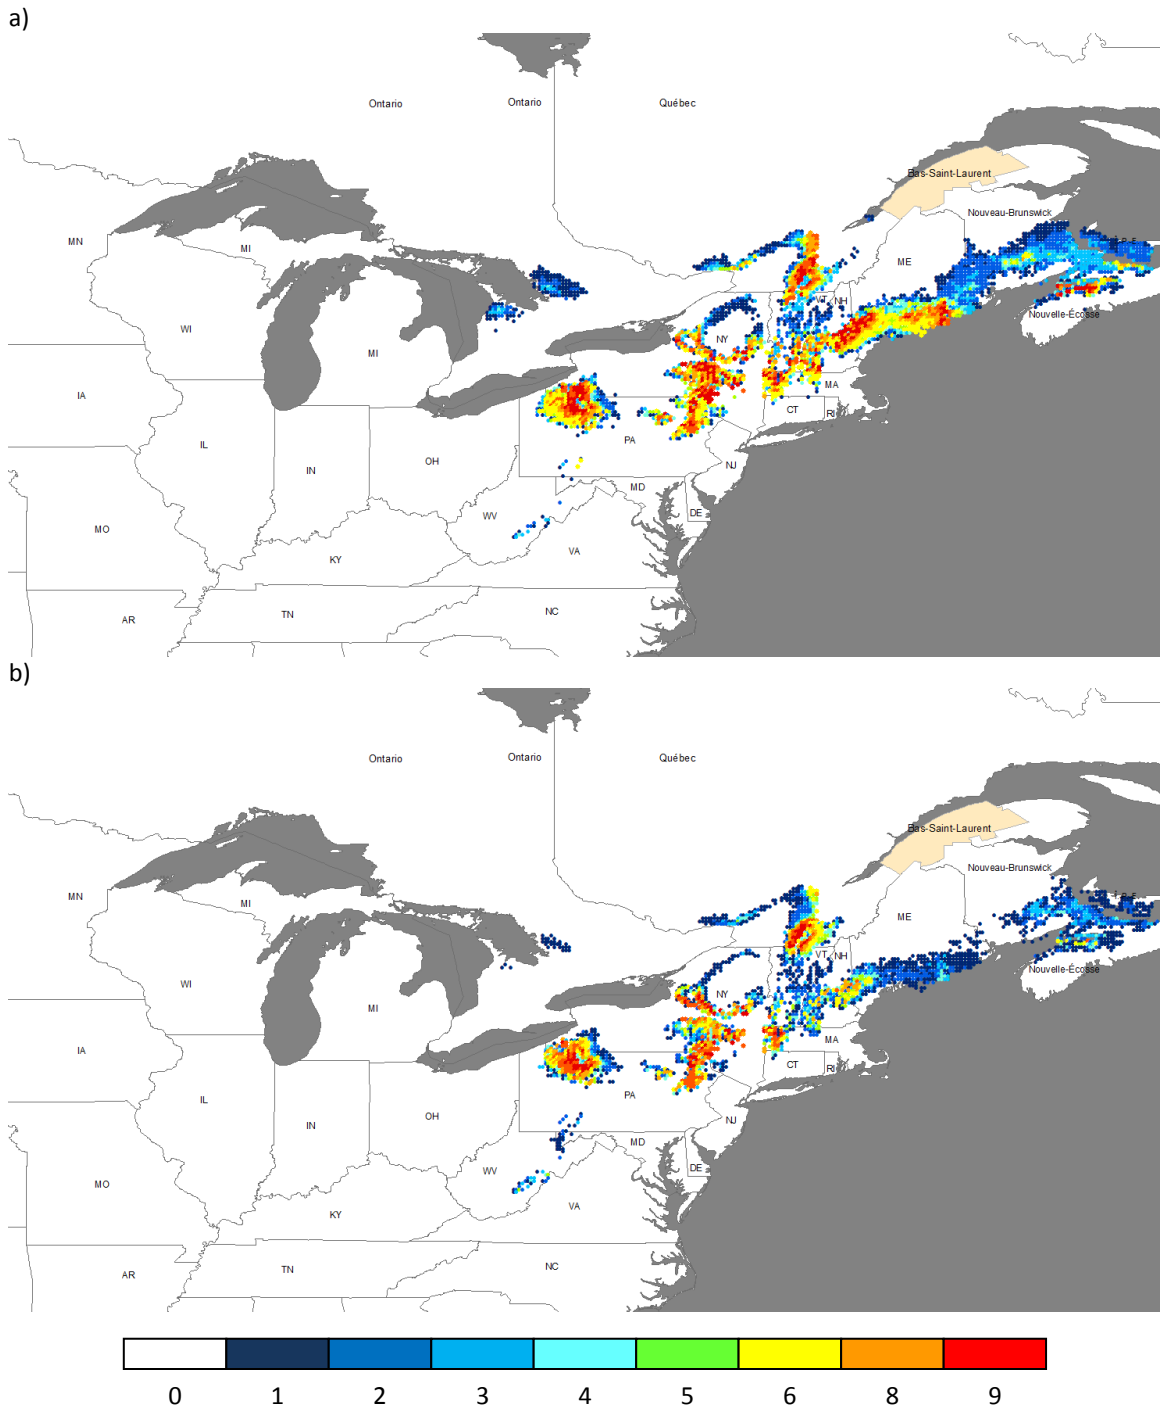 a)
Ontario Ontario Québec
Bas-Saint-Laurent
Nouveau-Brunswick
MN MI ME
Î.-P.-É.
WI VT NH Nouvelle-Écosse
NY
MI
IA MA
CT RI
IL PA
OH
IN NJ
MD
MO WV DE
VA
KY
AR TN NC
b)
Ontario Ontario Québec
Bas-Saint-Laurent
Nouveau-Brunswick
MN MI ME
WI VT NH Nouvelle-Écosse
NY
MI
IA MA
CT RI
IL PA
OH
IN NJ
MD
MO WV DE
VA
KY
AR TN NC
0 1 2 3 4 5 6 8 9